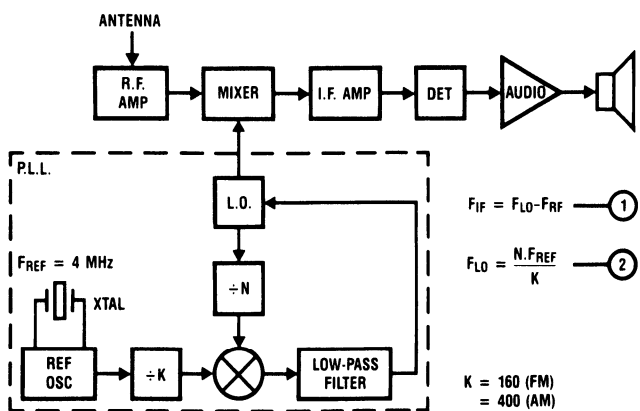 ANTENNA
R.F.
AMP
MIXER
I.F. AMP
DET
AUDIO
P.L.L.
L.O.
÷N
F_REF = 4 MHz
XTAL
REF
OSC
÷K
LOW-PASS
FILTER
F_IF = F_LO-F_RF 1
F_LO = N.F_REF / K 2
K = 160 (FM)
= 400 (AM)